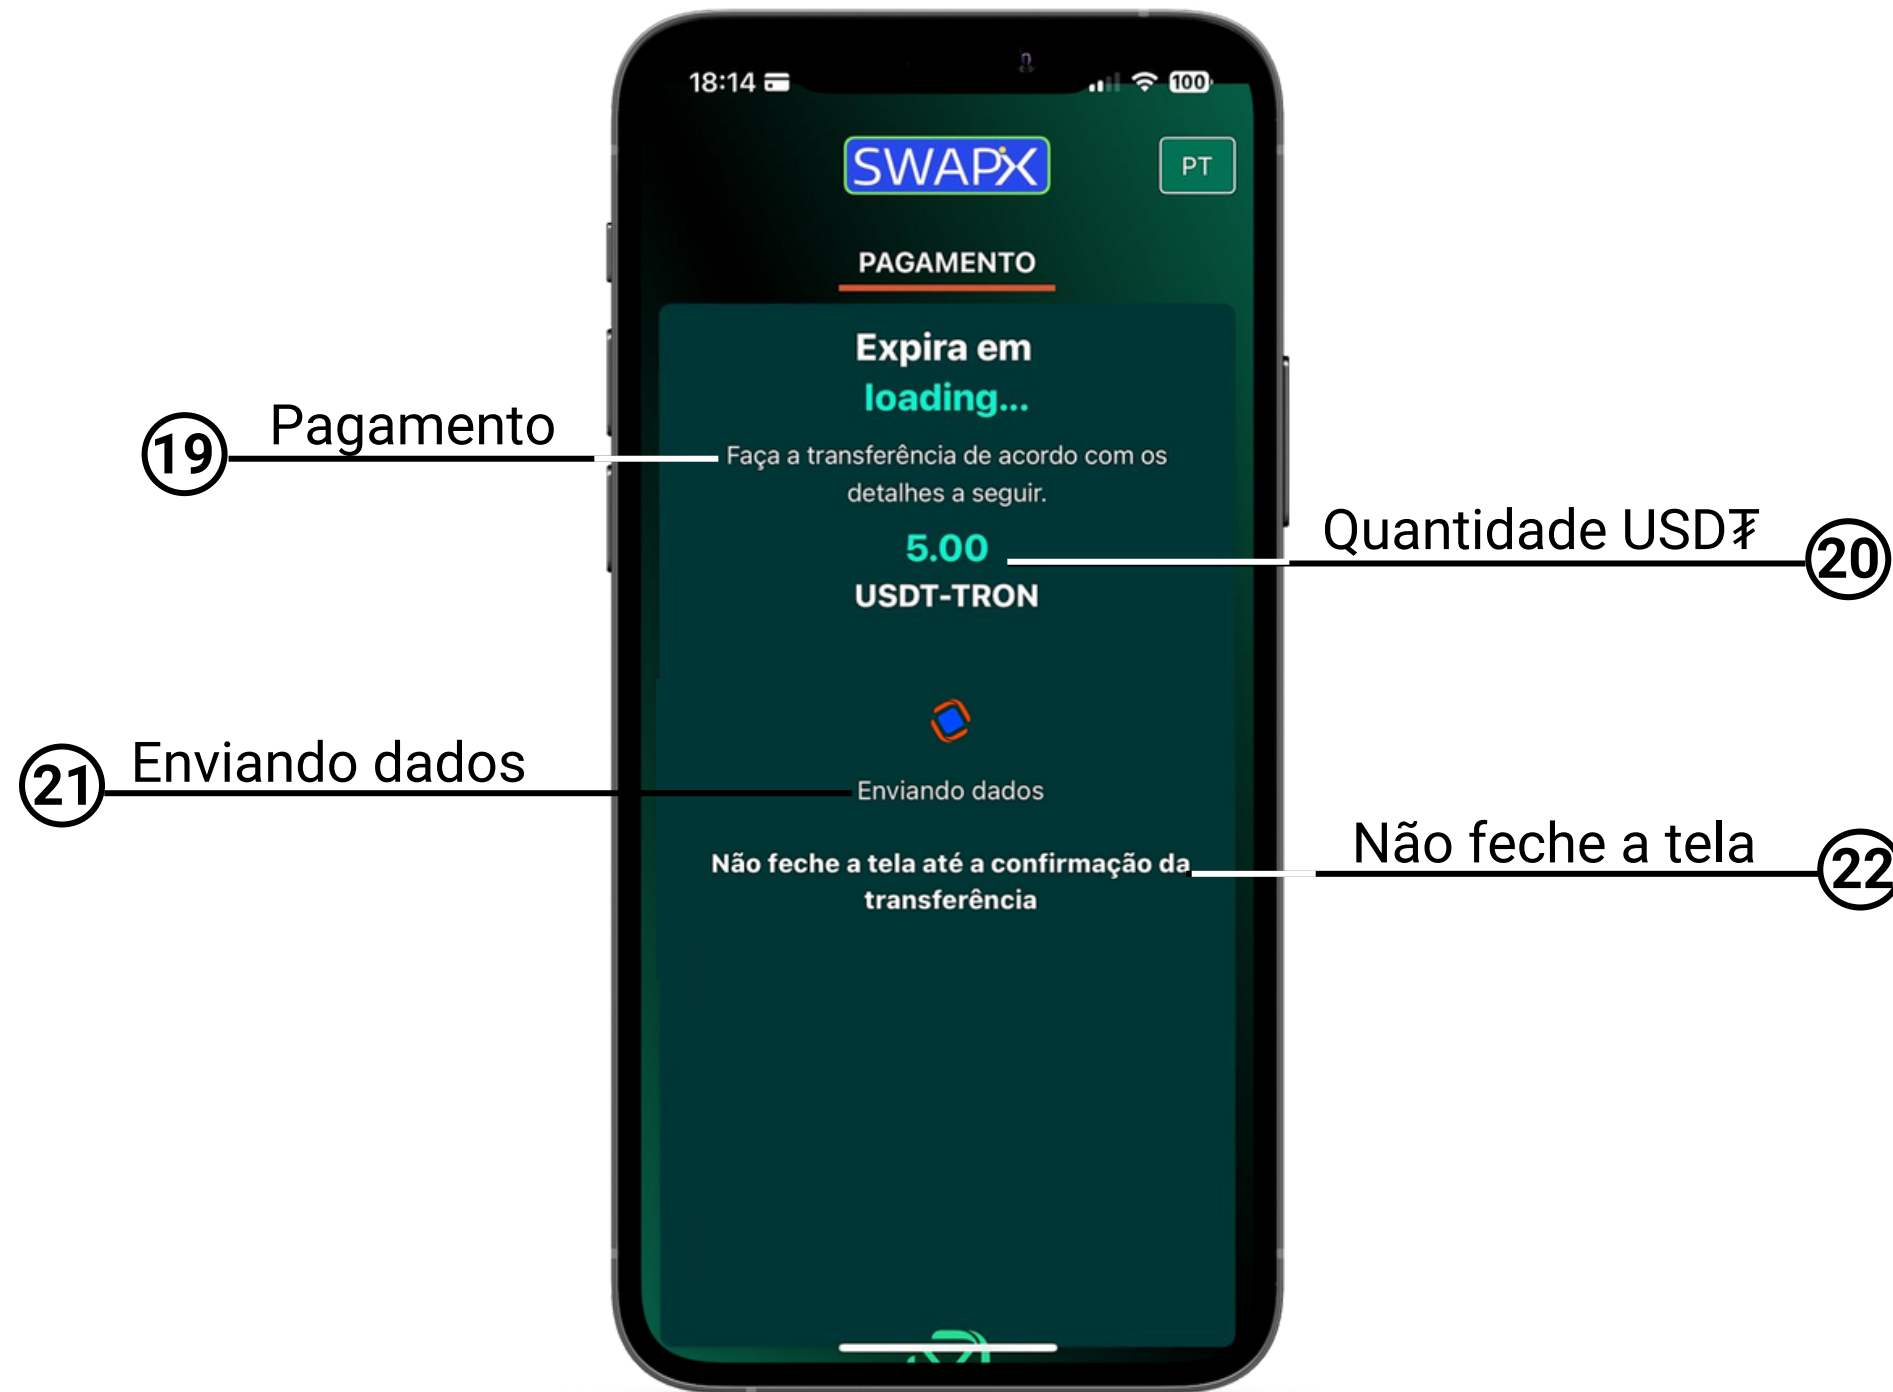 18:14
100
SWAPX
PT
PAGAMENTO
Expira em
loading...
19 Pagamento
Faça a transferência de acordo com os
detalhes a seguir.
5.00
Quantidade USD₮ 20
USDT-TRON
21 Enviando dados
Enviando dados
Não feche a tela 22
Não feche a tela até a confirmação da
transferência